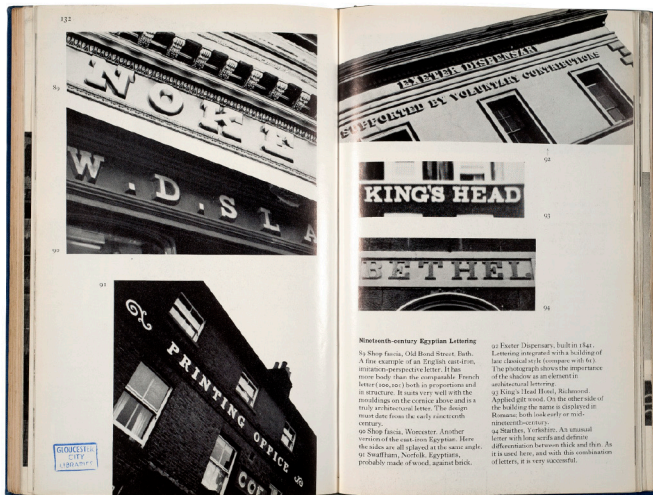 132
89
NOKE
W. D. SLA
90
91
PRINTING OFFICE
GLOUCESTER
CITY
LIBRARIES
EXETER DISPENSARY
SUPPORTED BY VOLUNTARY CONTRIBUTIONS
92
KING'S HEAD
93
BETHEL
94
Nineteenth-century Egyptian Lettering
89 Shop fascia, Old Bond Street, Bath.
A fine example of an English cast-iron,
imitation-perspective letter. It has
more body than the comparable French
letter (100, 101) both in proportions and
in structure. It suits very well with the
mouldings on the cornice above and is a
truly architectural letter. The design
must date from the early nineteenth
century.
90 Shop fascia, Worcester. Another
version of the cast-iron Egyptian. Here
the sides are all splayed at the same angle.
91 Swaffham, Norfolk. Egyptians,
probably made of wood, against brick.
92 Exeter Dispensary, built in 1841.
Lettering integrated with a building of
late classical style (compare with 61).
The photograph shows the importance
of the shadow as an element in
architectural lettering.
93 King's Head Hotel, Richmond.
Applied gilt wood. On the other side of
the building the name is displayed in
Romans; both look early or mid-
nineteenth-century.
94 Staithes, Yorkshire. An unusual
letter with long serifs and definite
differentiation between thick and thin. As
it is used here, and with this combination
of letters, it is very successful.